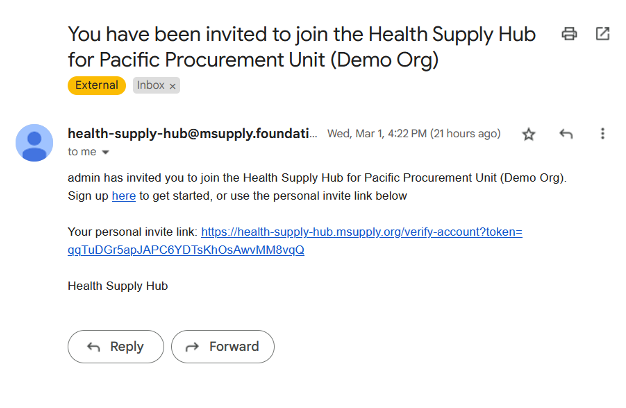 You have been invited to join the Health Supply Hub
for Pacific Procurement Unit (Demo Org)
External Inbox ×
health-supply-hub@msupply.foundati... Wed, Mar 1, 4:22 PM (21 hours ago)
to me
admin has invited you to join the Health Supply Hub for Pacific Procurement Unit (Demo Org).
Sign up here to get started, or use the personal invite link below
Your personal invite link: https://health-supply-hub.msupply.org/verify-account?token=
gqTuDGr5apJAPC6YDTsKhOsAwvMM8vqQ
Health Supply Hub
Reply Forward